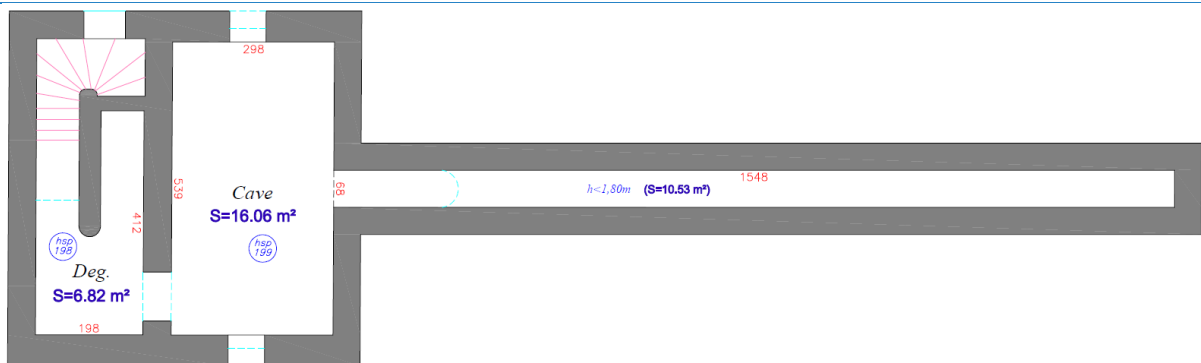 298
1548
h<1,80m (S=10.53 m²)
68
539
Cave
S=16.06 m²
412
hsp
198
hsp
199
Deg.
S=6.82 m²
198